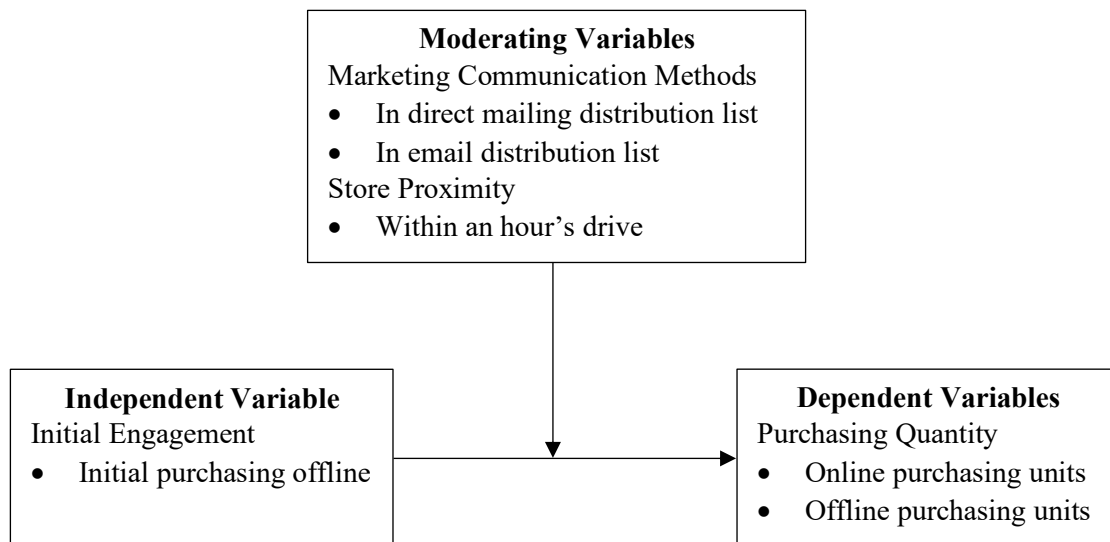 Moderating Variables
Marketing Communication Methods
• In direct mailing distribution list
• In email distribution list
Store Proximity
• Within an hour’s drive
Independent Variable
Initial Engagement
• Initial purchasing offline
Dependent Variables
Purchasing Quantity
• Online purchasing units
• Offline purchasing units